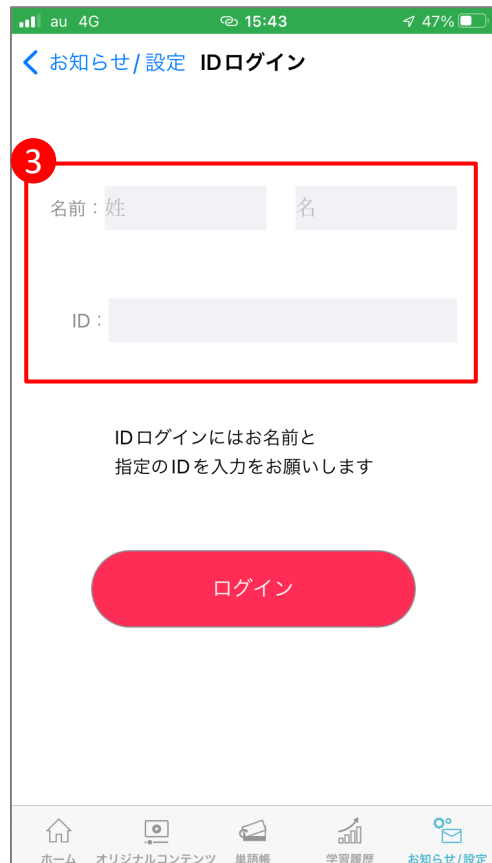 au 4G 15:43 47%
お知らせ/設定 IDログイン
3
名前：姓 名
ID：
IDログインにはお名前と
指定のIDを入力をお願いします
ログイン
ホーム オリジナルコンテンツ 単語帳 学習履歴 お知らせ/設定